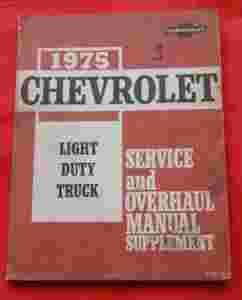 1975
CHEVROLET
LIGHT
DUTY
TRUCK
SERVICE
and
OVERHAUL
MANUAL
SUPPLEMENT